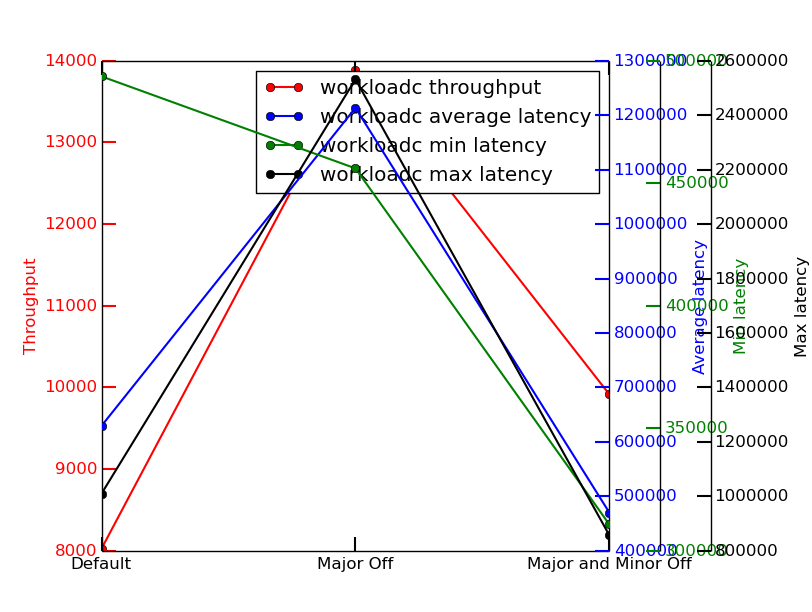 14000
13000
12000
11000
10000
9000
8000
Throughput
workloadc throughput
workloadc average latency
workloadc min latency
workloadc max latency
Default
Major Off
Major and Minor Off
1300000
1200000
1100000
1000000
900000
800000
700000
600000
500000
400000
Average latency
500000
450000
400000
350000
300000
Min latency
2600000
2400000
2200000
2000000
1800000
1600000
1400000
1200000
1000000
800000
Max latency